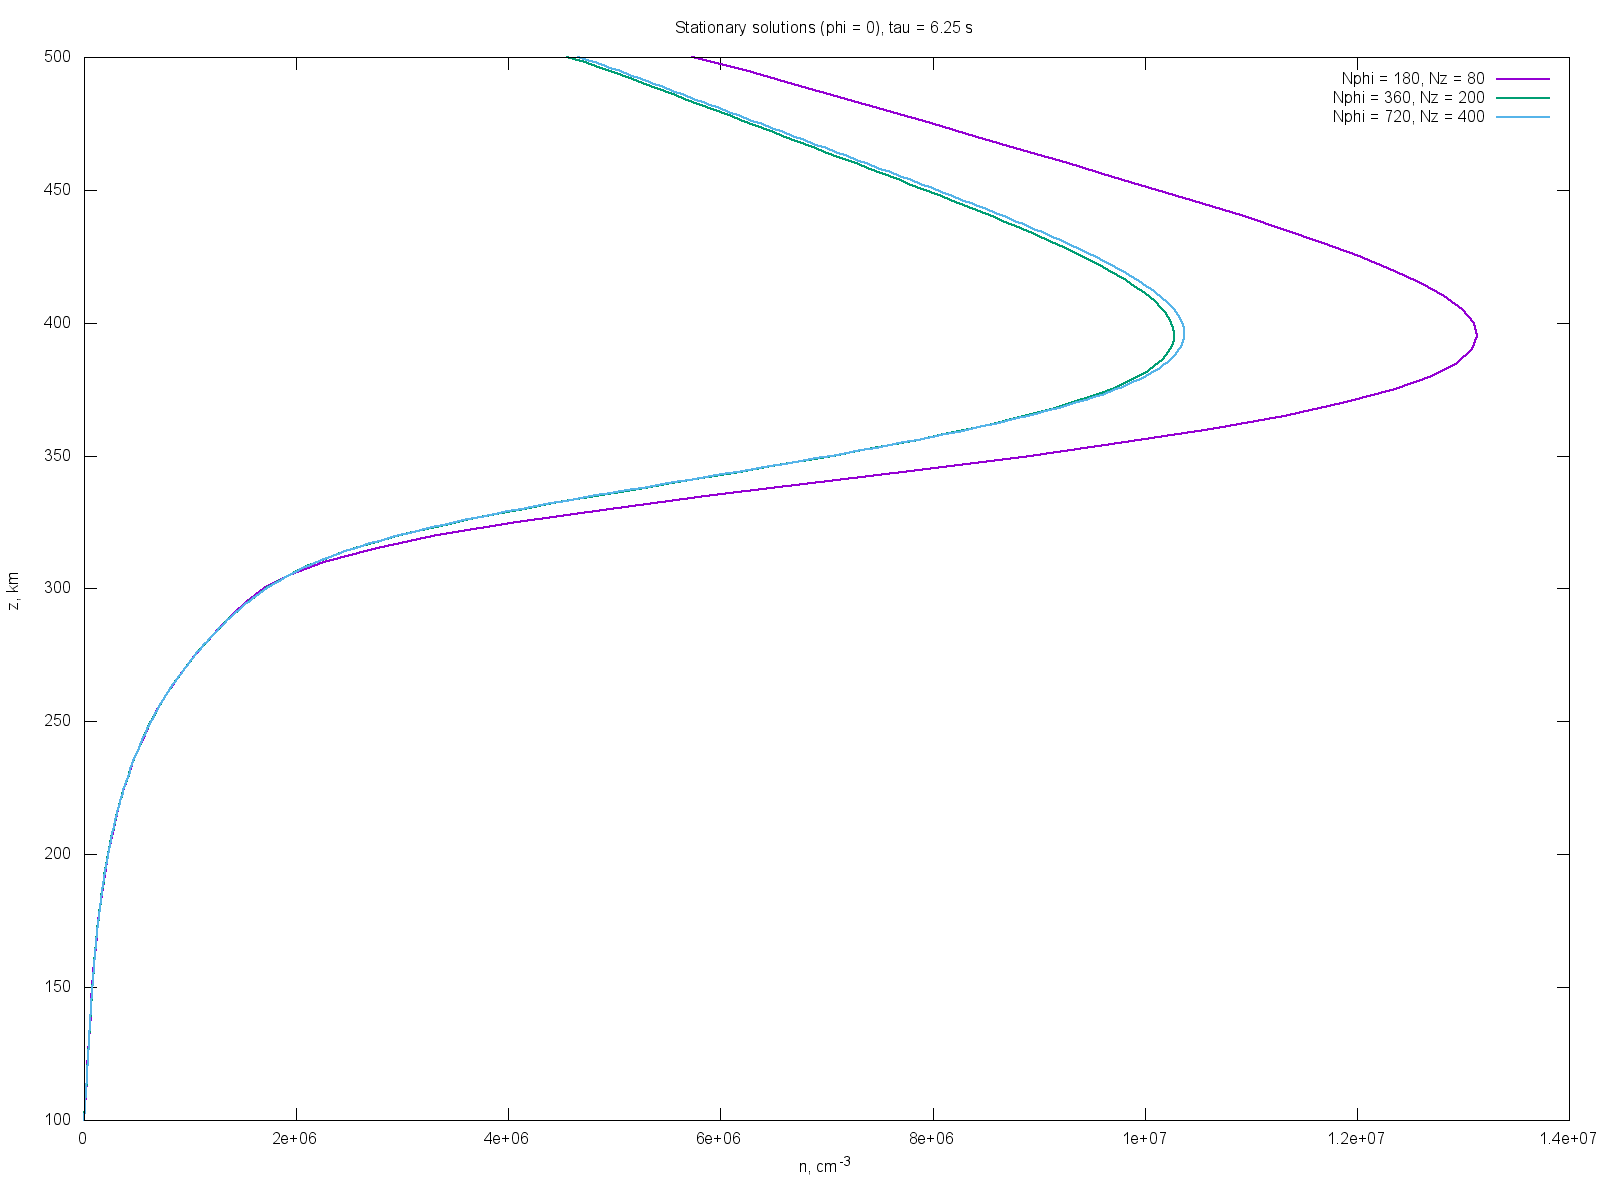 Stationary solutions (phi = 0), tau = 6.25 s
Nphi = 180, Nz = 80
Nphi = 360, Nz = 200
Nphi = 720, Nz = 400
500
450
400
350
300
250
200
150
100
z, km
0
2e+06
4e+06
6e+06
8e+06
1e+07
1.2e+07
1.4e+07
n, cm-3